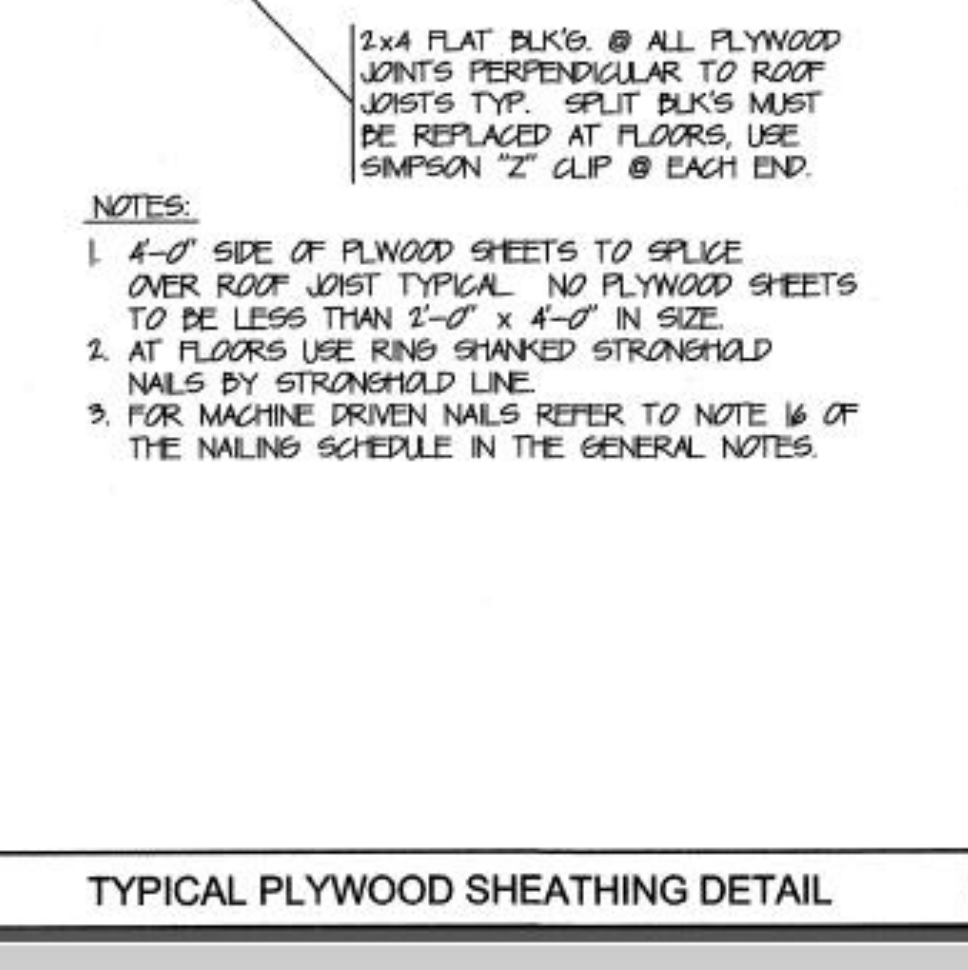 2x4 FLAT BLK'G. @ ALL PLYWOOD
JOINTS PERPENDICULAR TO ROOF
JOISTS TYP. SPLIT BLK'S MUST
BE REPLACED AT FLOORS, USE
SIMPSON "Z" CLIP @ EACH END.
NOTES:
1. 4'-0" SIDE OF PLWOOD SHEETS TO SPLICE
OVER ROOF JOIST TYPICAL NO PLYWOOD SHEETS
TO BE LESS THAN 2'-0" x 4'-0" IN SIZE.
2. AT FLOORS USE RING SHANKED STRONGHOLD
NAILS BY STRONGHOLD LINE.
3. FOR MACHINE DRIVEN NAILS REFER TO NOTE 16 OF
THE NAILING SCHEDULE IN THE GENERAL NOTES.
TYPICAL PLYWOOD SHEATHING DETAIL